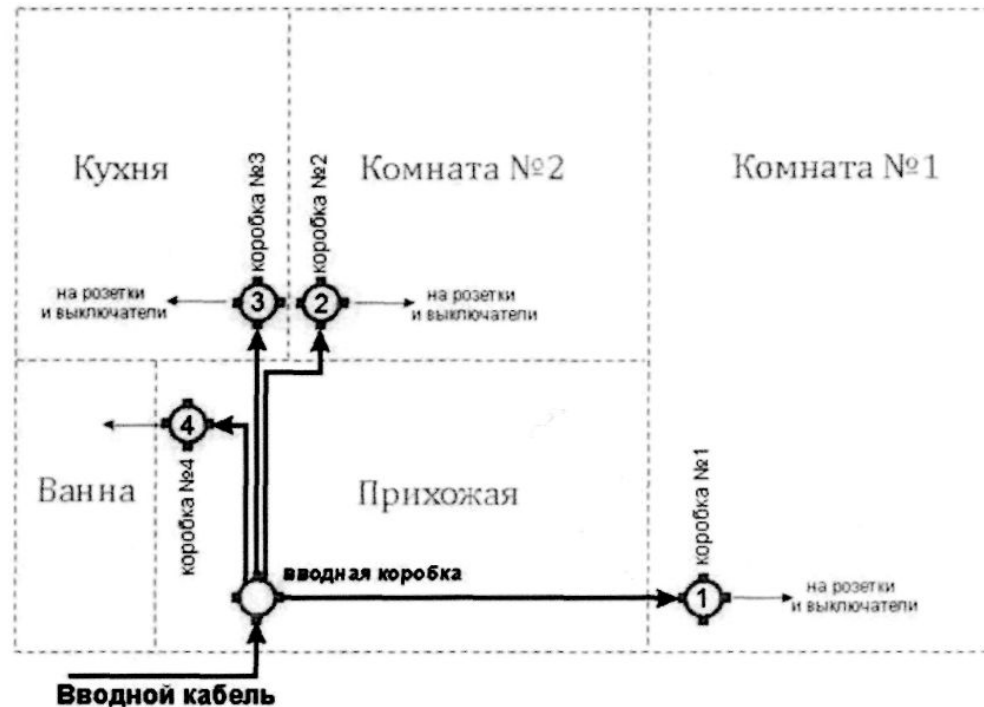 Кухня
коробка №3
коробка №2
Комната №2
Комната №1
на розетки
и выключатели
3
2
на розетки
и выключатели
4
Ванна
коробка №4
Прихожая
коробка №1
вводная коробка
1
на розетки
и выключатели
Вводной кабель